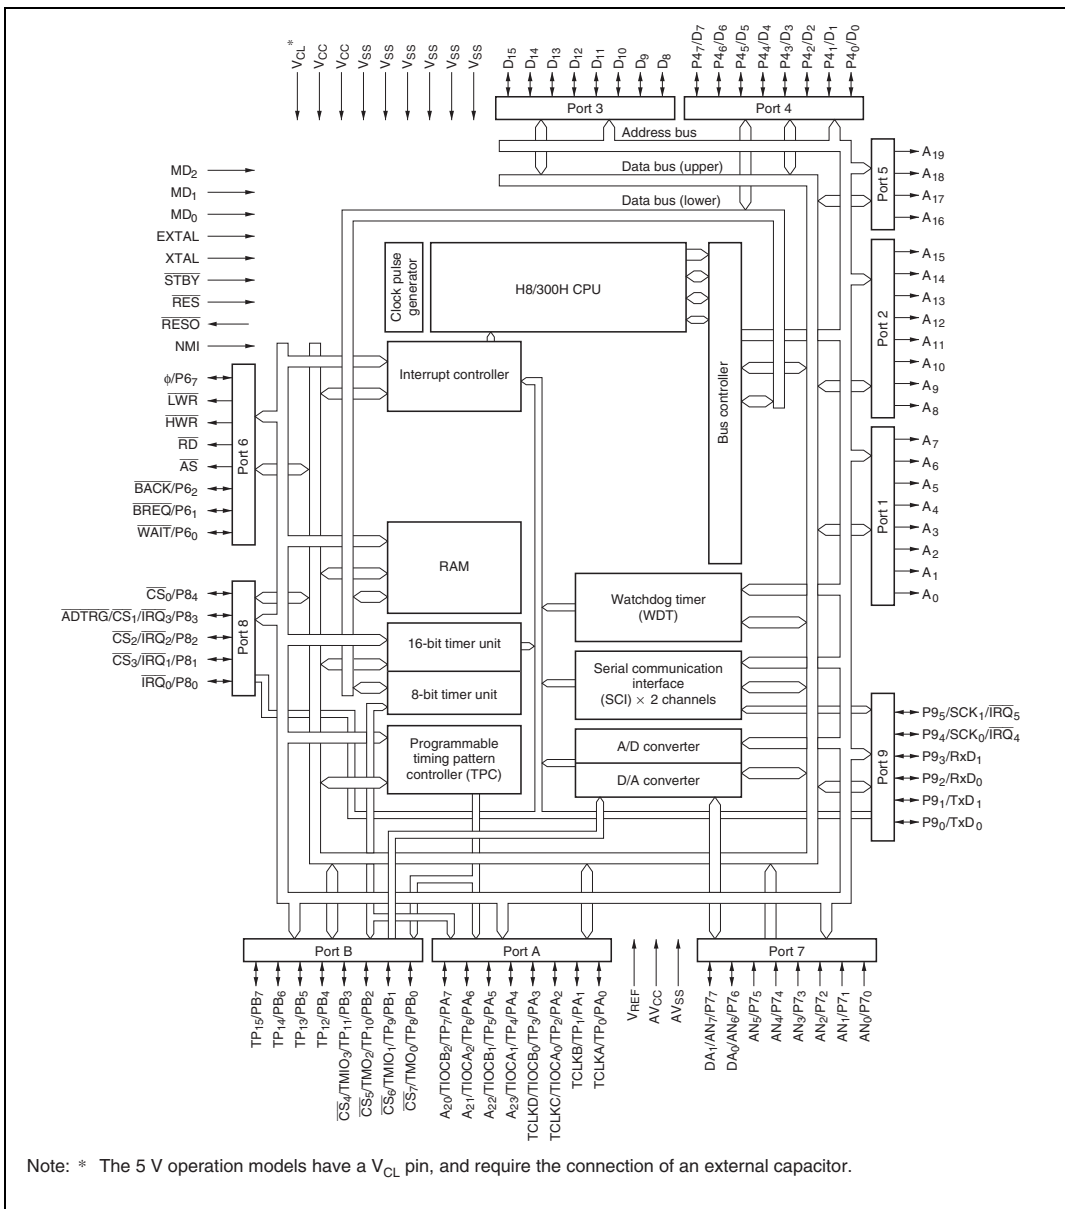 VCL*
VCC
VCC
VSS
VSS
VSS
VSS
VSS
VSS
D15
D14
D13
D12
D11
D10
D9
D8
P47/D7
P46/D6
P45/D5
P44/D4
P43/D3
P42/D2
P41/D1
P40/D0
Port 3
Port 4
Address bus
Data bus (upper)
Data bus (lower)
MD2
MD1
MD0
EXTAL
XTAL
STBY
RES
RESO
NMI
φ/P67
LWR
HWR
RD
AS
BACK/P62
BREQ/P61
WAIT/P60
Port 6
CS0/P84
ADTRG/CS1/IRQ3/P83
CS2/IRQ2/P82
CS3/IRQ1/P81
IRQ0/P80
Port 8
Clock pulse
generator
H8/300H CPU
Interrupt controller
Bus controller
RAM
16-bit timer unit
8-bit timer unit
Programmable
timing pattern
controller (TPC)
Watchdog timer
(WDT)
Serial communication
interface
(SCI) × 2 channels
A/D converter
D/A converter
Port 5
A19
A18
A17
A16
Port 2
A15
A14
A13
A12
A11
A10
A9
A8
Port 1
A7
A6
A5
A4
A3
A2
A1
A0
Port 9
P95/SCK1/IRQ5
P94/SCK0/IRQ4
P93/RxD1
P92/RxD0
P91/TxD1
P90/TxD0
Port B
Port A
Port 7
TP15/PB7
TP14/PB6
TP13/PB5
TP12/PB4
CS4/TMIO3/TP11/PB3
CS5/TMO2/TP10/PB2
CS6/TMIO1/TP9/PB1
CS7/TMO0/TP8/PB0
A20/TIOCB2/TP7/PA7
A21/TIOCA2/TP6/PA6
A22/TIOCB1/TP5/PA5
A23/TIOCA1/TP4/PA4
TCLKD/TIOCB0/TP3/PA3
TCLKC/TIOCA0/TP2/PA2
TCLKB/TP1/PA1
TCLKA/TP0/PA0
VREF
AVCC
AVSS
DA1/AN7/P77
DA0/AN6/P76
AN5/P75
AN4/P74
AN3/P73
AN2/P72
AN1/P71
AN0/P70
Note: * The 5 V operation models have a VCL pin, and require the connection of an external capacitor.